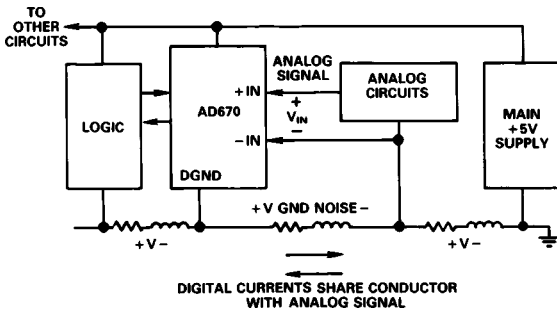 TO
OTHER
CIRCUITS
LOGIC
AD670
+IN
-IN
DGND
ANALOG
SIGNAL
+
VIN
−
ANALOG
CIRCUITS
MAIN
+5V
SUPPLY
+V GND NOISE−
+V−
+V−
DIGITAL CURRENTS SHARE CONDUCTOR
WITH ANALOG SIGNAL